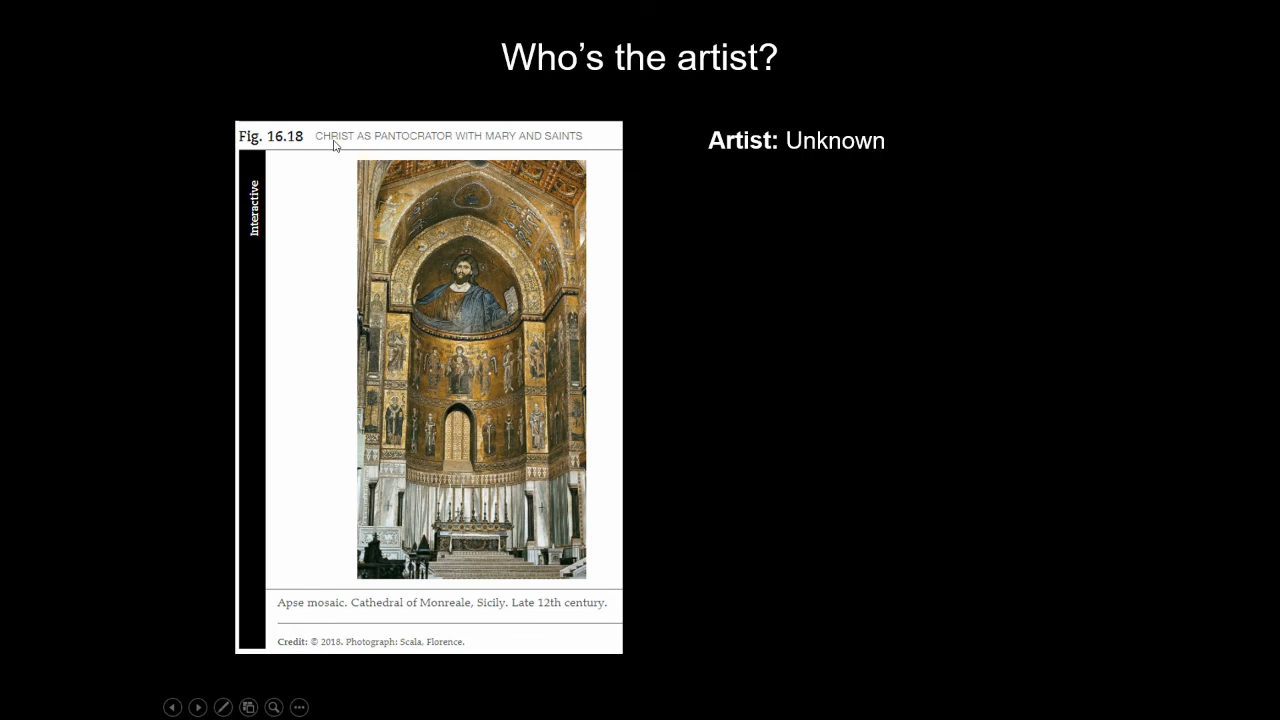 Who's the artist?
Fig. 16.18 CHRIST AS PANTOCRATOR WITH MARY AND SAINTS
Artist: Unknown
Interactive
Apse mosaic. Cathedral of Monreale, Sicily. Late 12th century.
Credit: © 2018. Photograph: Scala, Florence.